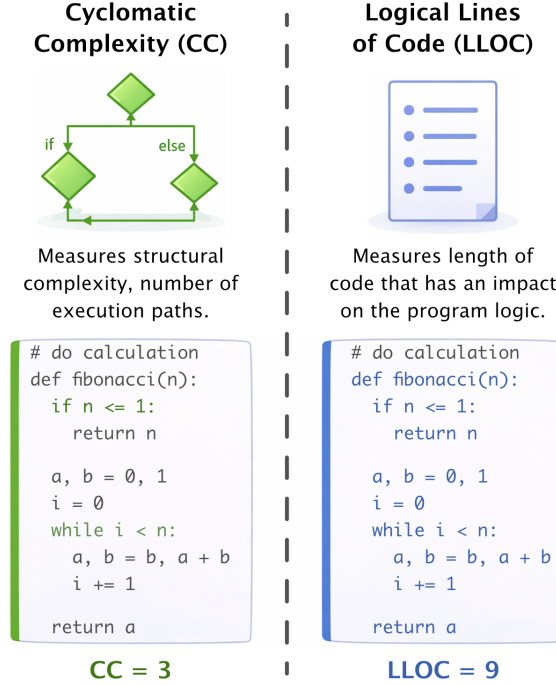 Cyclomatic
Complexity (CC)
if
else
Measures structural
complexity, number of
execution paths.
# do calculation
def fibonacci(n):
  if n <= 1:
    return n
  a, b = 0, 1
  i = 0
  while i < n:
    a, b = b, a + b
    i += 1
  return a
CC = 3
Logical Lines
of Code (LLOC)
Measures length of
code that has an impact
on the program logic.
# do calculation
def fibonacci(n):
  if n <= 1:
    return n
  a, b = 0, 1
  i = 0
  while i < n:
    a, b = b, a + b
    i += 1
  return a
LLOC = 9